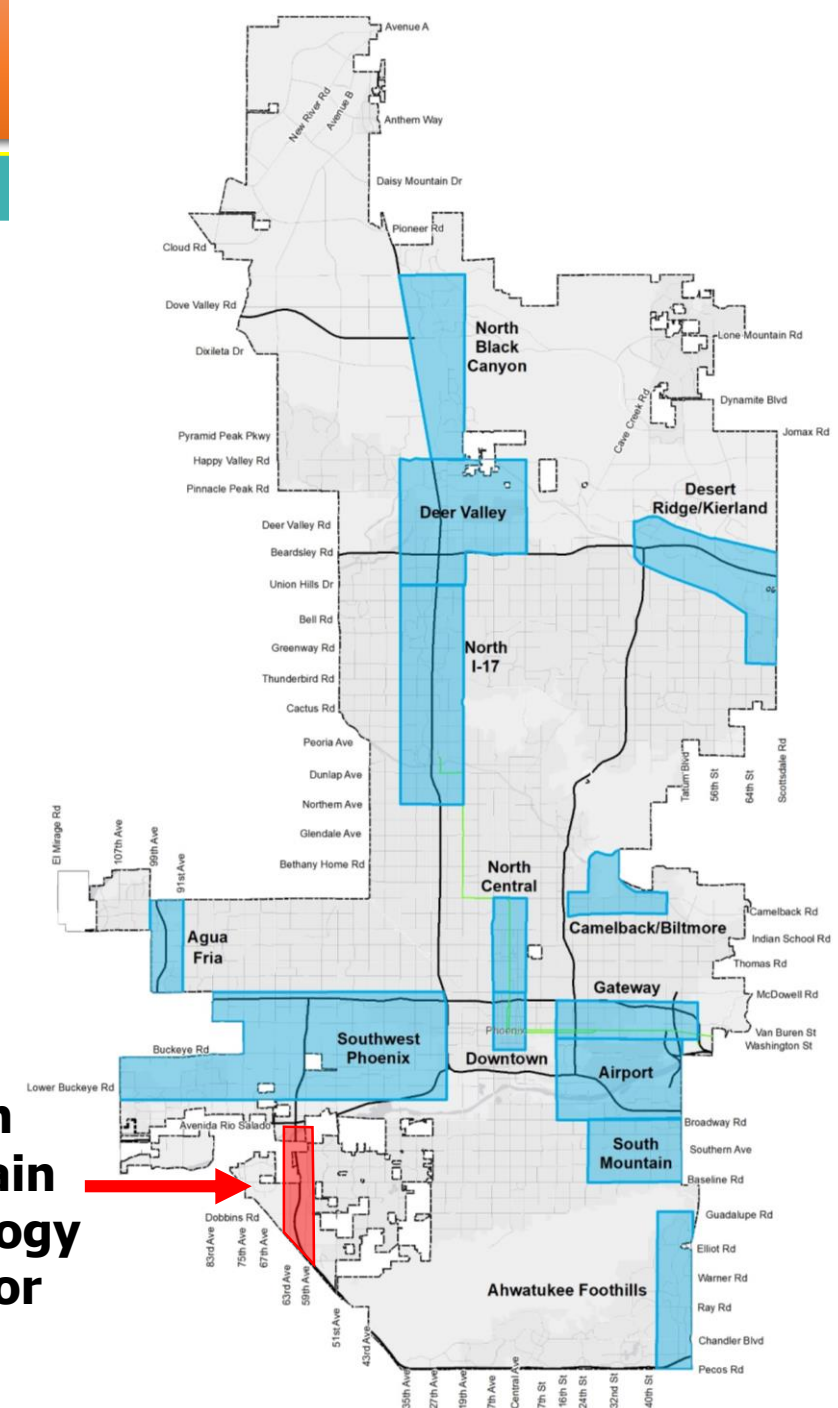 Avenue A
New River Rd
Avenue B
Anthem Way
Daisy Mountain Dr
Pioneer Rd
Cloud Rd
Dove Valley Rd
North
Black
Canyon
Lone Mountain Rd
Dixileta Dr
Cave Creek Rd
Dynamite Blvd
Jomax Rd
Pyramid Peak Pkwy
Happy Valley Rd
Pinnacle Peak Rd
Desert
Ridge/Kierland
Deer Valley
Deer Valley Rd
Beardsley Rd
Union Hills Dr
Bell Rd
Greenway Rd
North
I-17
Thunderbird Rd
Cactus Rd
Peoria Ave
Dunlap Ave
Northern Ave
Tatum Blvd
56th St
64th St
Scottsdale Rd
Glendale Ave
Bethany Home Rd
El Mirage Rd
107th Ave
99th Ave
91st Ave
North
Central
Camelback/Biltmore
Camelback Rd
Indian School Rd
Thomas Rd
Agua
Fria
Gateway
McDowell Rd
Phoenix
Van Buren St
Washington St
Southwest
Phoenix
Downtown
Buckeye Rd
Airport
Lower Buckeye Rd
Avenida Rio Salado
Broadway Rd
South
Mountain
Southern Ave
Baseline Rd
n
ain
ogy
or
Dobbins Rd
Guadalupe Rd
Elliot Rd
Warner Rd
Ahwatukee Foothills
Ray Rd
Chandler Blvd
Pecos Rd
83rd Ave
75th Ave
67th Ave
63rd Ave
59th Ave
51st Ave
43rd Ave
35th Ave
27th Ave
19th Ave
7th Ave
Central Ave
7th St
16th St
24th St
32nd St
40th St